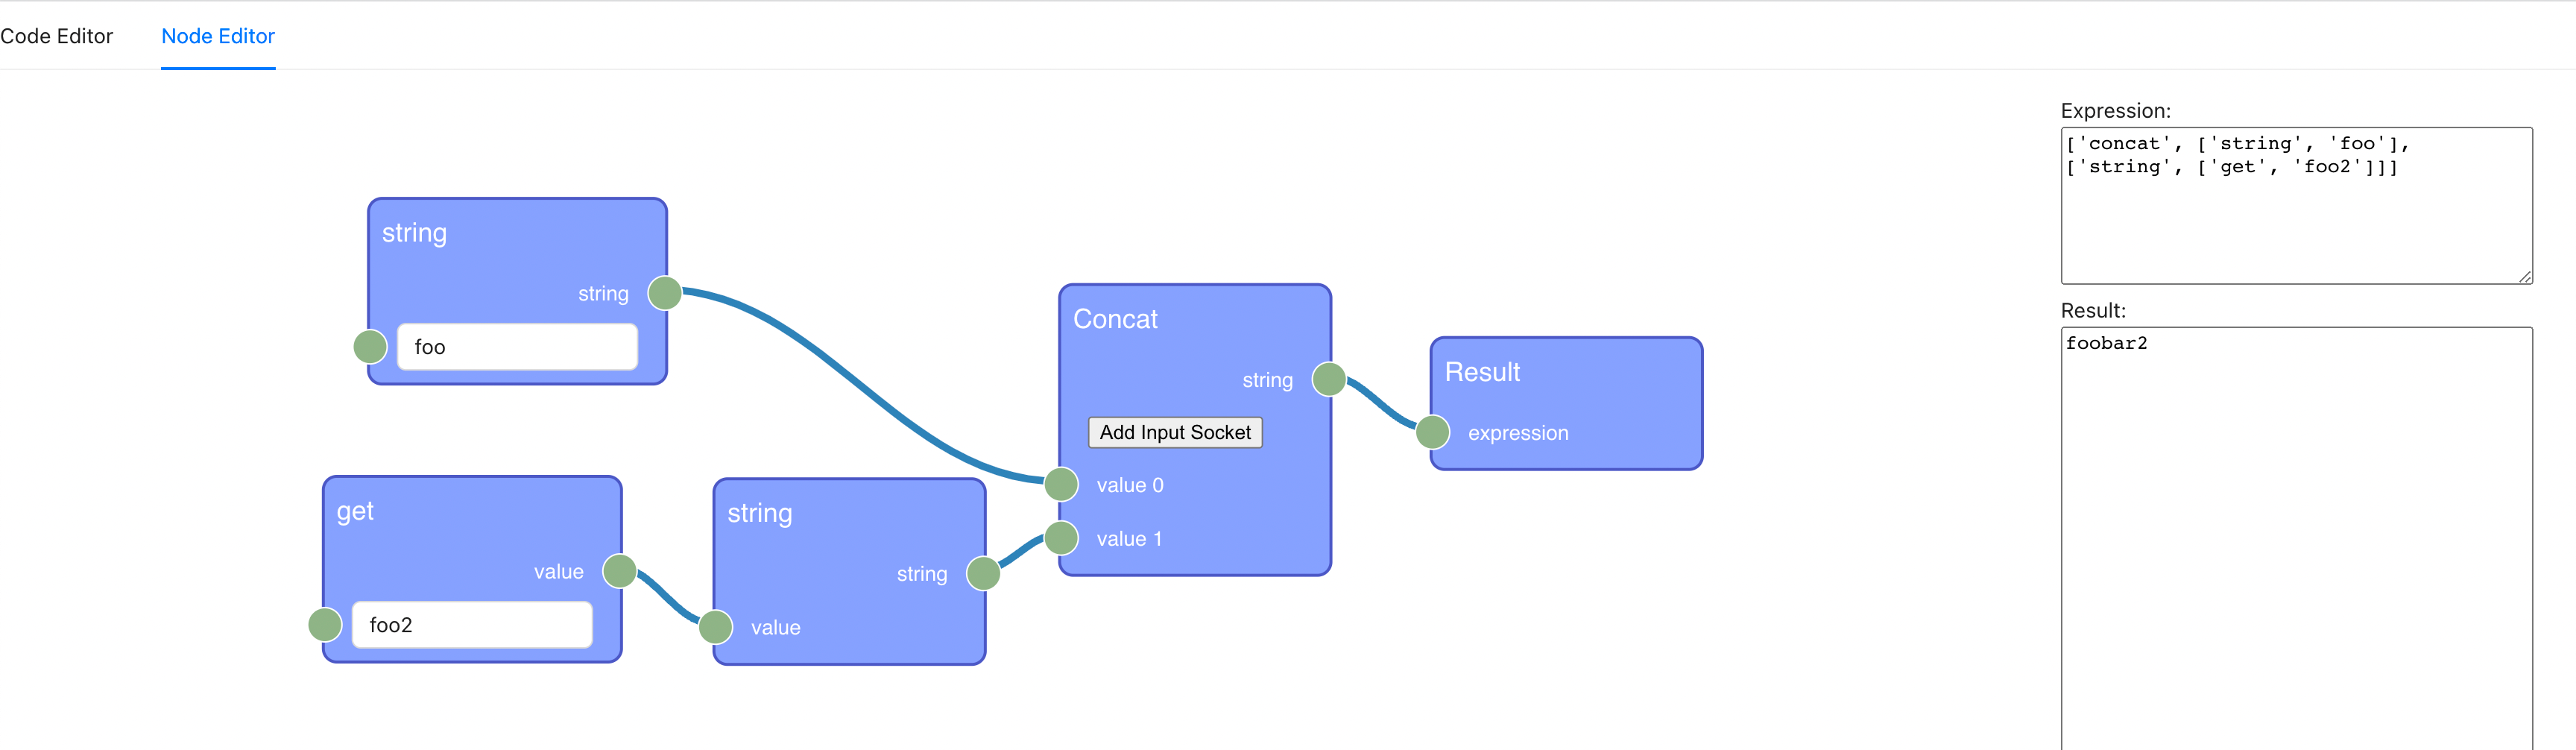 Code Editor
Node Editor
Expression:
['concat', ['string', 'foo'],
['string', ['get', 'foo2']]]
Result:
foobar2
string
string
foo
get
value
foo2
string
string
value
Concat
string
Add Input Socket
value 0
value 1
Result
expression